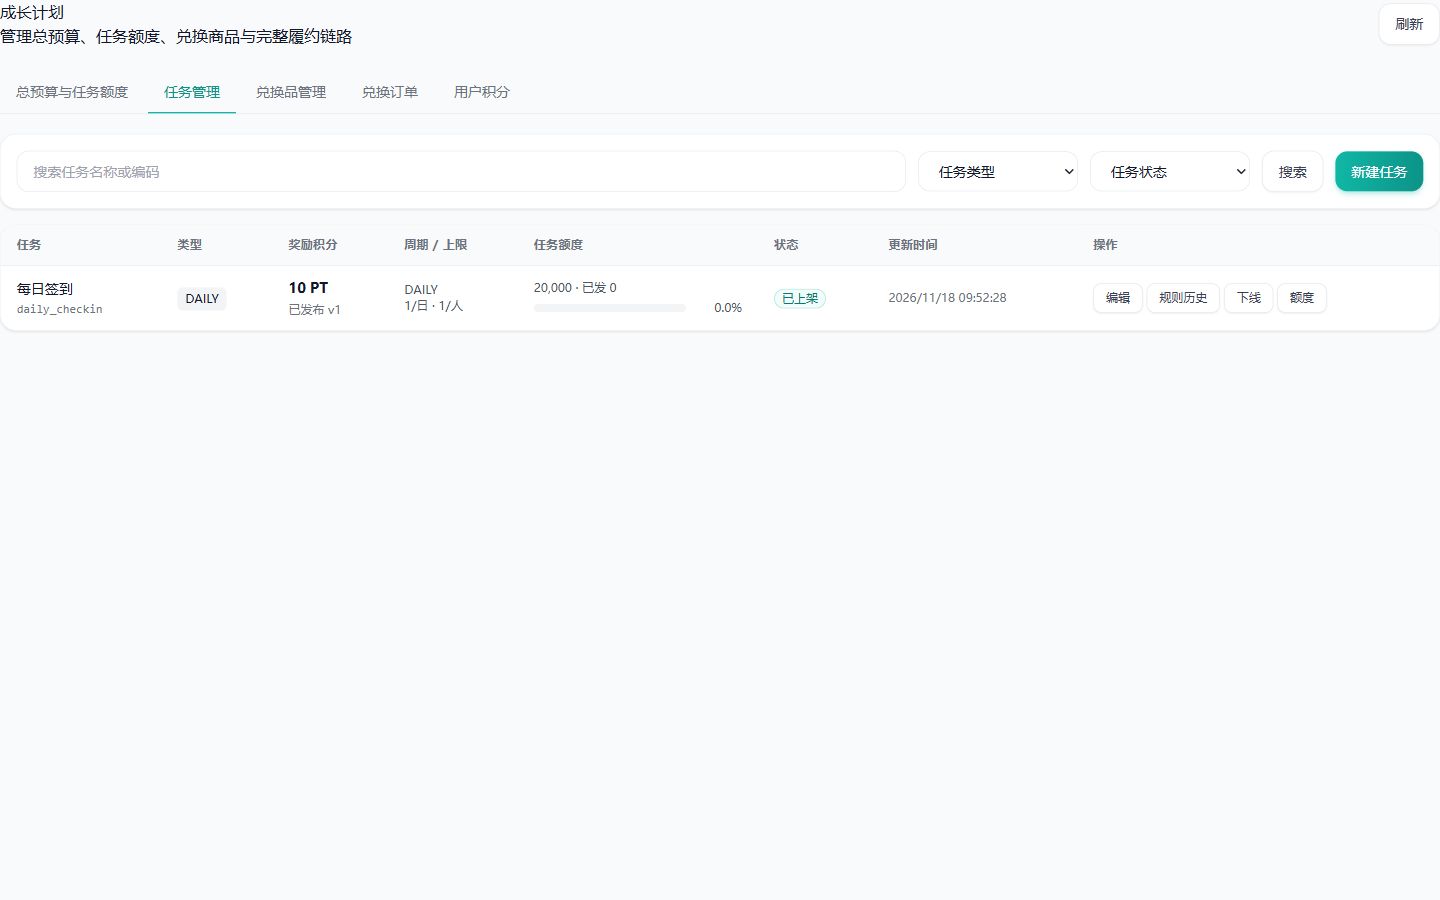 成长计划
管理总预算、任务额度、兑换商品与完整履约链路
刷新
总预算与任务额度 任务管理 兑换品管理 兑换订单 用户积分
搜索任务名称或编码 任务类型 任务状态 搜索 新建任务
任务 类型 奖励积分 周期 / 上限 任务额度 状态 更新时间 操作
每日签到
daily_checkin
DAILY
10 PT
已发布 v1
DAILY
1/日 · 1/人
20,000 · 已发 0
0.0%
已上架
2026/11/18 09:52:28
编辑 规则历史 下线 额度